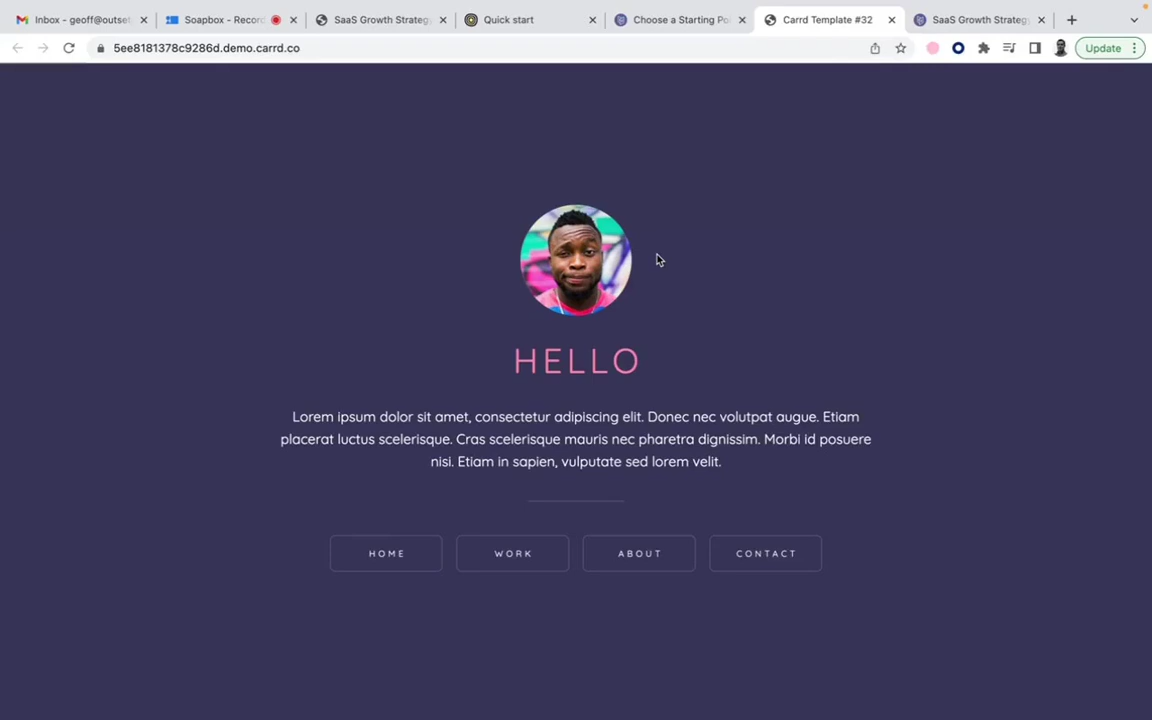 Inbox - geoff@outset
Soapbox - Record
SaaS Growth Strateg
Quick start
Choose a Starting Po
Carrd Template #32
SaaS Growth Strateg
5ee8181378c9286d.demo.carrd.co
Update
HELLO
Lorem ipsum dolor sit amet, consectetur adipiscing elit. Donec nec volutpat augue. Etiam
placerat luctus scelerisque. Cras scelerisque mauris nec pharetra dignissim. Morbi id posuere
nisi. Etiam in sapien, vulputate sed lorem velit.
HOME
WORK
ABOUT
CONTACT